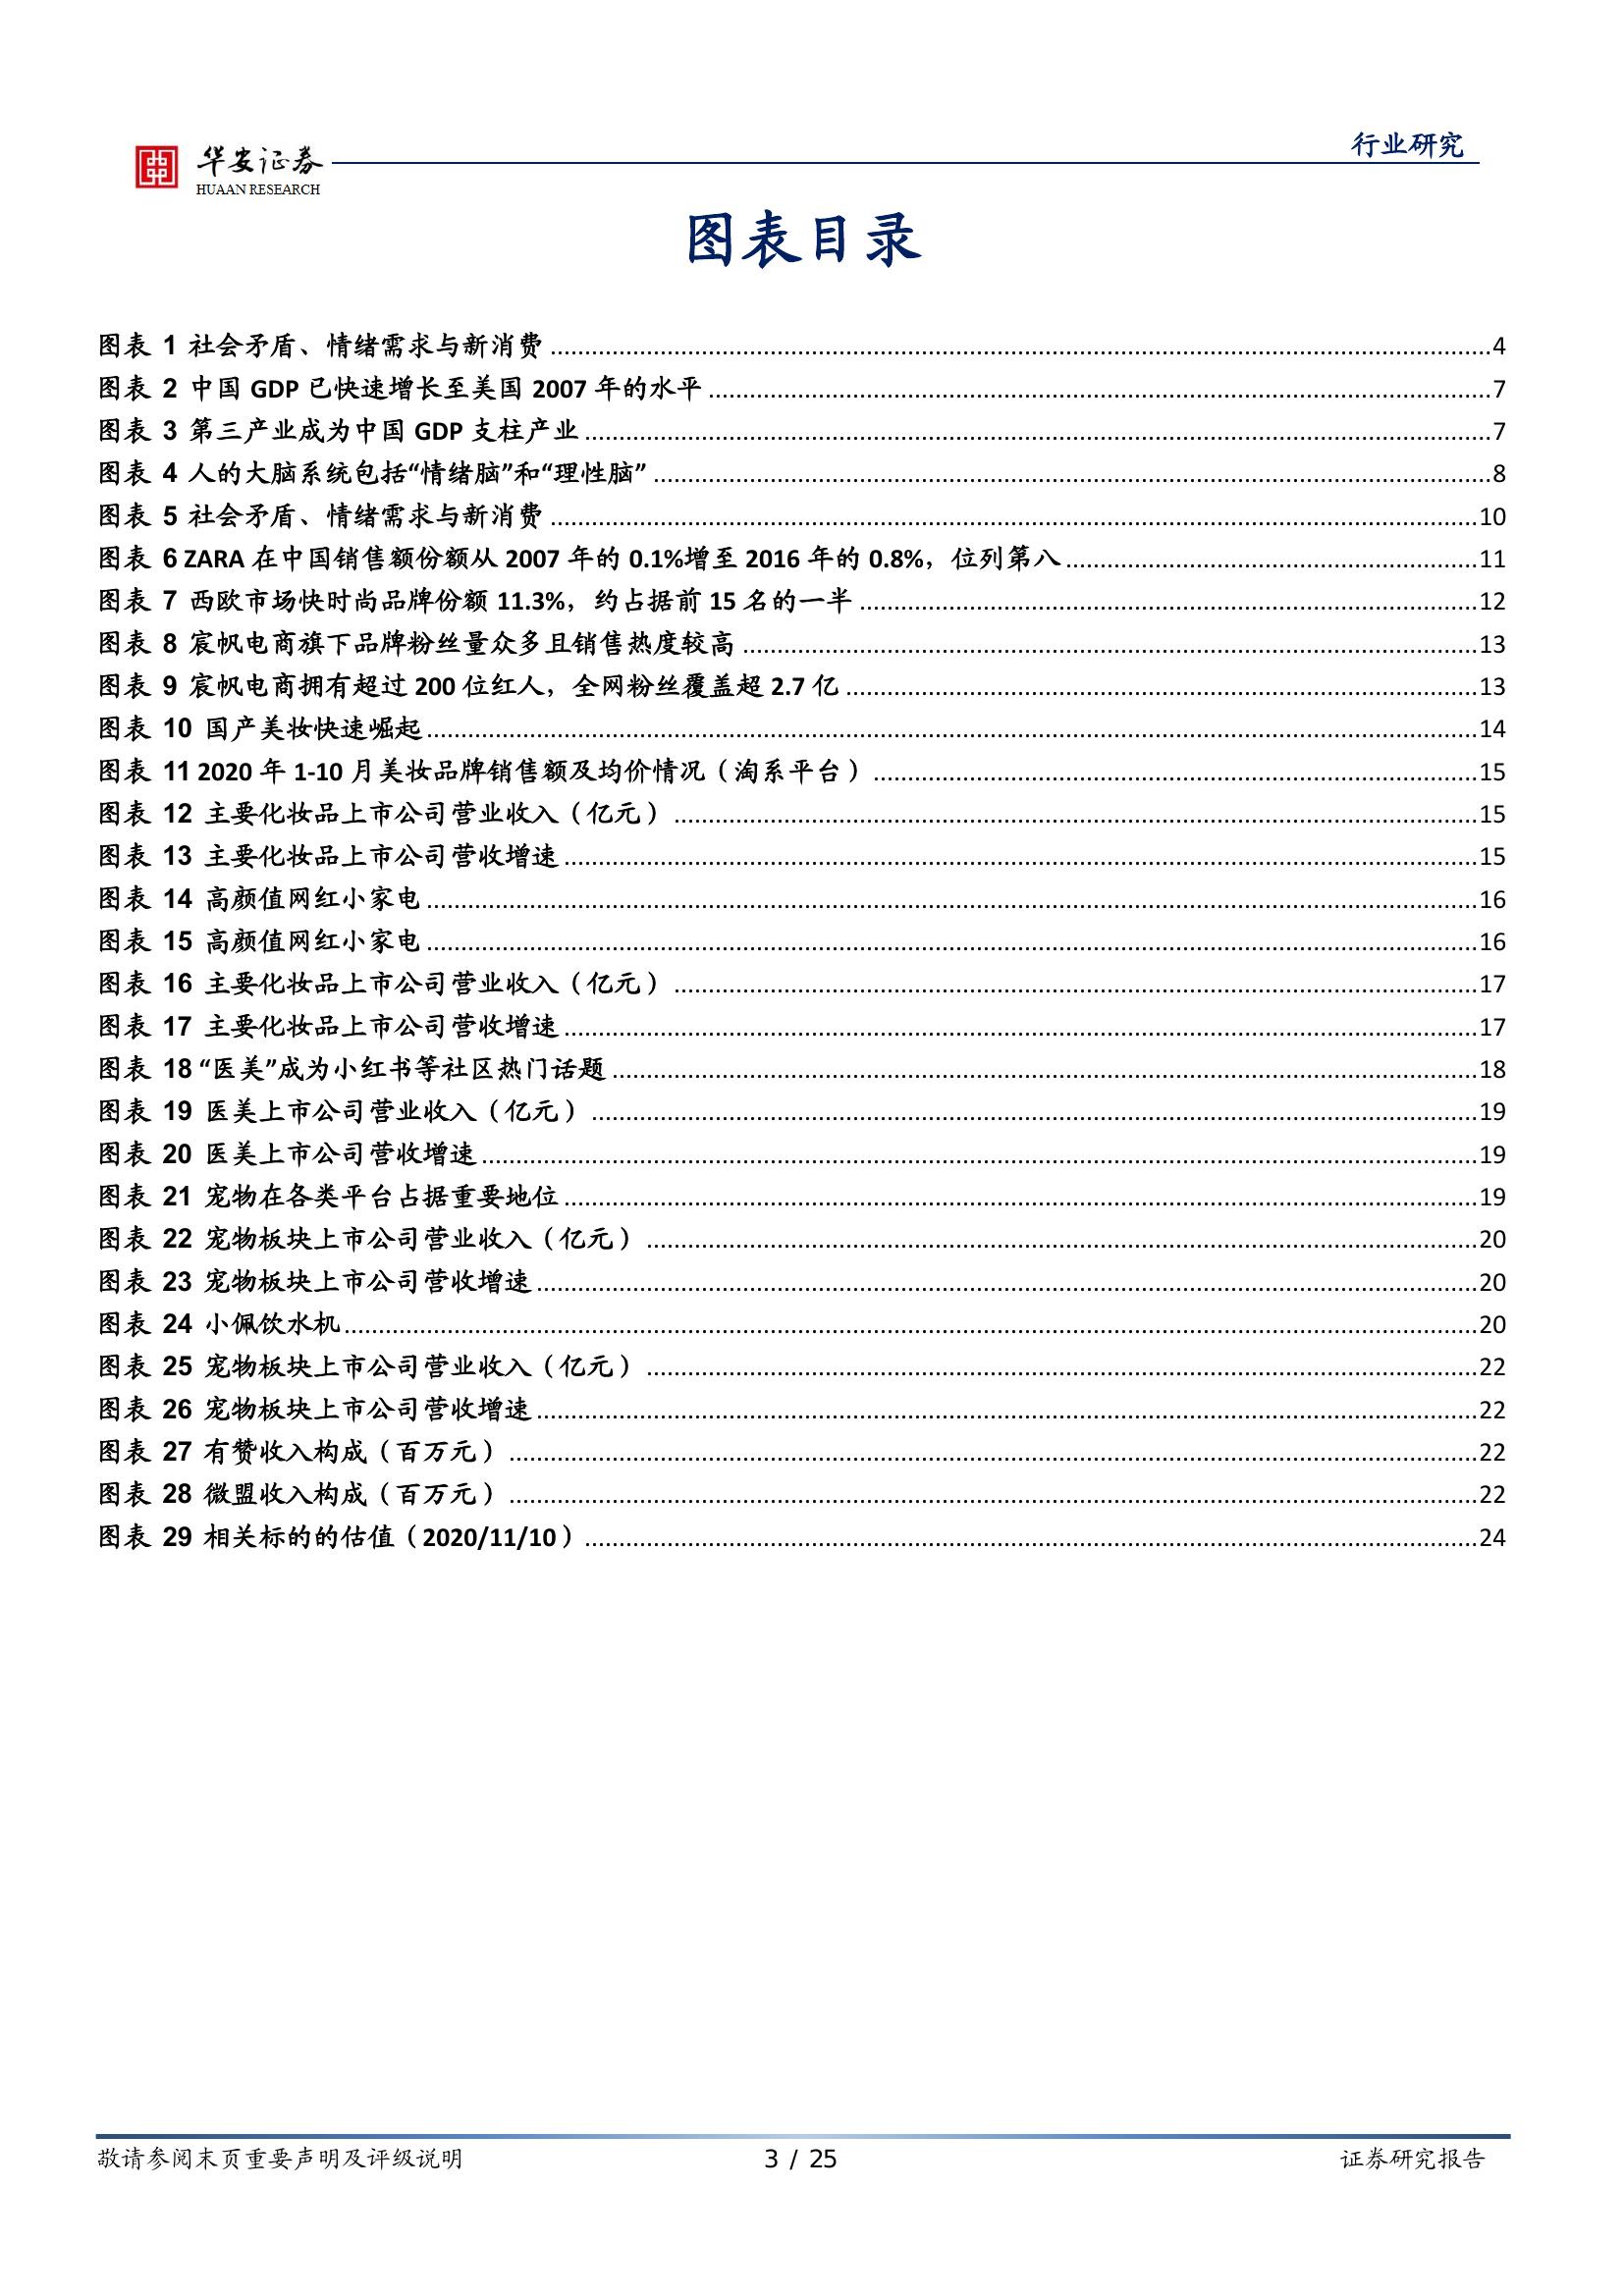 华安证券
HUAAN RESEARCH
行业研究
图表目录
图表 1 社会矛盾、情绪需求与新消费........................4
图表 2 中国 GDP 已快速增长至美国 2007 年的水平........................7
图表 3 第三产业成为中国 GDP 支柱产业........................7
图表 4 人的大脑系统包括“情绪脑”和“理性脑”........................8
图表 5 社会矛盾、情绪需求与新消费........................10
图表 6 ZARA 在中国销售额份额从 2007 年的 0.1%增至 2016 年的 0.8%，位列第八........................11
图表 7 西欧市场快时尚品牌份额 11.3%，约占据前 15 名的一半........................12
图表 8 宸帆电商旗下品牌粉丝量众多且销售热度较高........................13
图表 9 宸帆电商拥有超过 200 位红人，全网粉丝覆盖超 2.7 亿........................13
图表 10 国产美妆快速崛起........................14
图表 11 2020 年 1-10 月美妆品牌销售额及均价情况（淘系平台）........................15
图表 12 主要化妆品上市公司营业收入（亿元）........................15
图表 13 主要化妆品上市公司营收增速........................15
图表 14 高颜值网红小家电........................16
图表 15 高颜值网红小家电........................16
图表 16 主要化妆品上市公司营业收入（亿元）........................17
图表 17 主要化妆品上市公司营收增速........................17
图表 18 “医美”成为小红书等社区热门话题........................18
图表 19 医美上市公司营业收入（亿元）........................19
图表 20 医美上市公司营收增速........................19
图表 21 宠物在各类平台占据重要地位........................19
图表 22 宠物板块上市公司营业收入（亿元）........................20
图表 23 宠物板块上市公司营收增速........................20
图表 24 小佩饮水机........................20
图表 25 宠物板块上市公司营业收入（亿元）........................22
图表 26 宠物板块上市公司营收增速........................22
图表 27 有赞收入构成（百万元）........................22
图表 28 微盟收入构成（百万元）........................22
图表 29 相关标的的估值（2020/11/10）........................24
敬请参阅末页重要声明及评级说明
3 / 25
证券研究报告